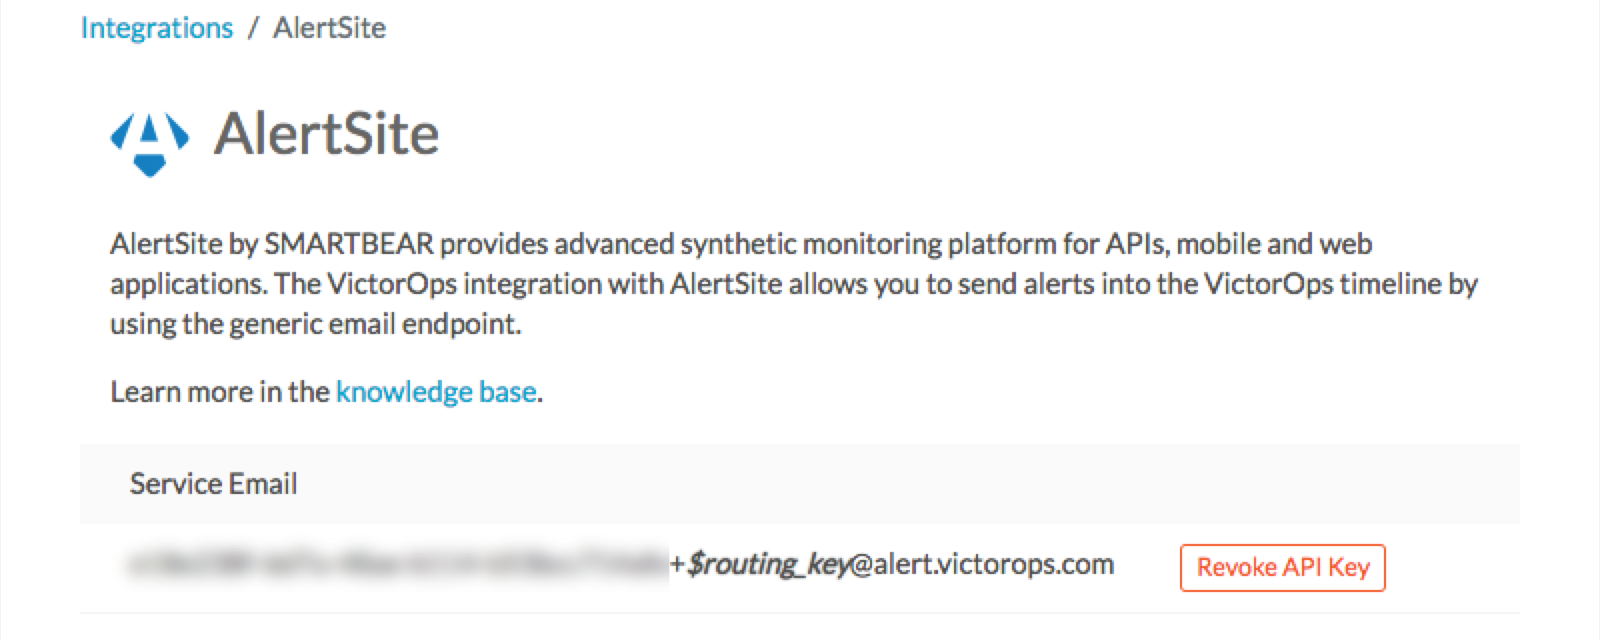 Integrations / AlertSite
AlertSite
AlertSite by SMARTBEAR provides advanced synthetic monitoring platform for APIs, mobile and web
applications. The VictorOps integration with AlertSite allows you to send alerts into the VictorOps timeline by
using the generic email endpoint.
Learn more in the knowledge base.
Service Email
+$routing_key@alert.victorops.com Revoke API Key